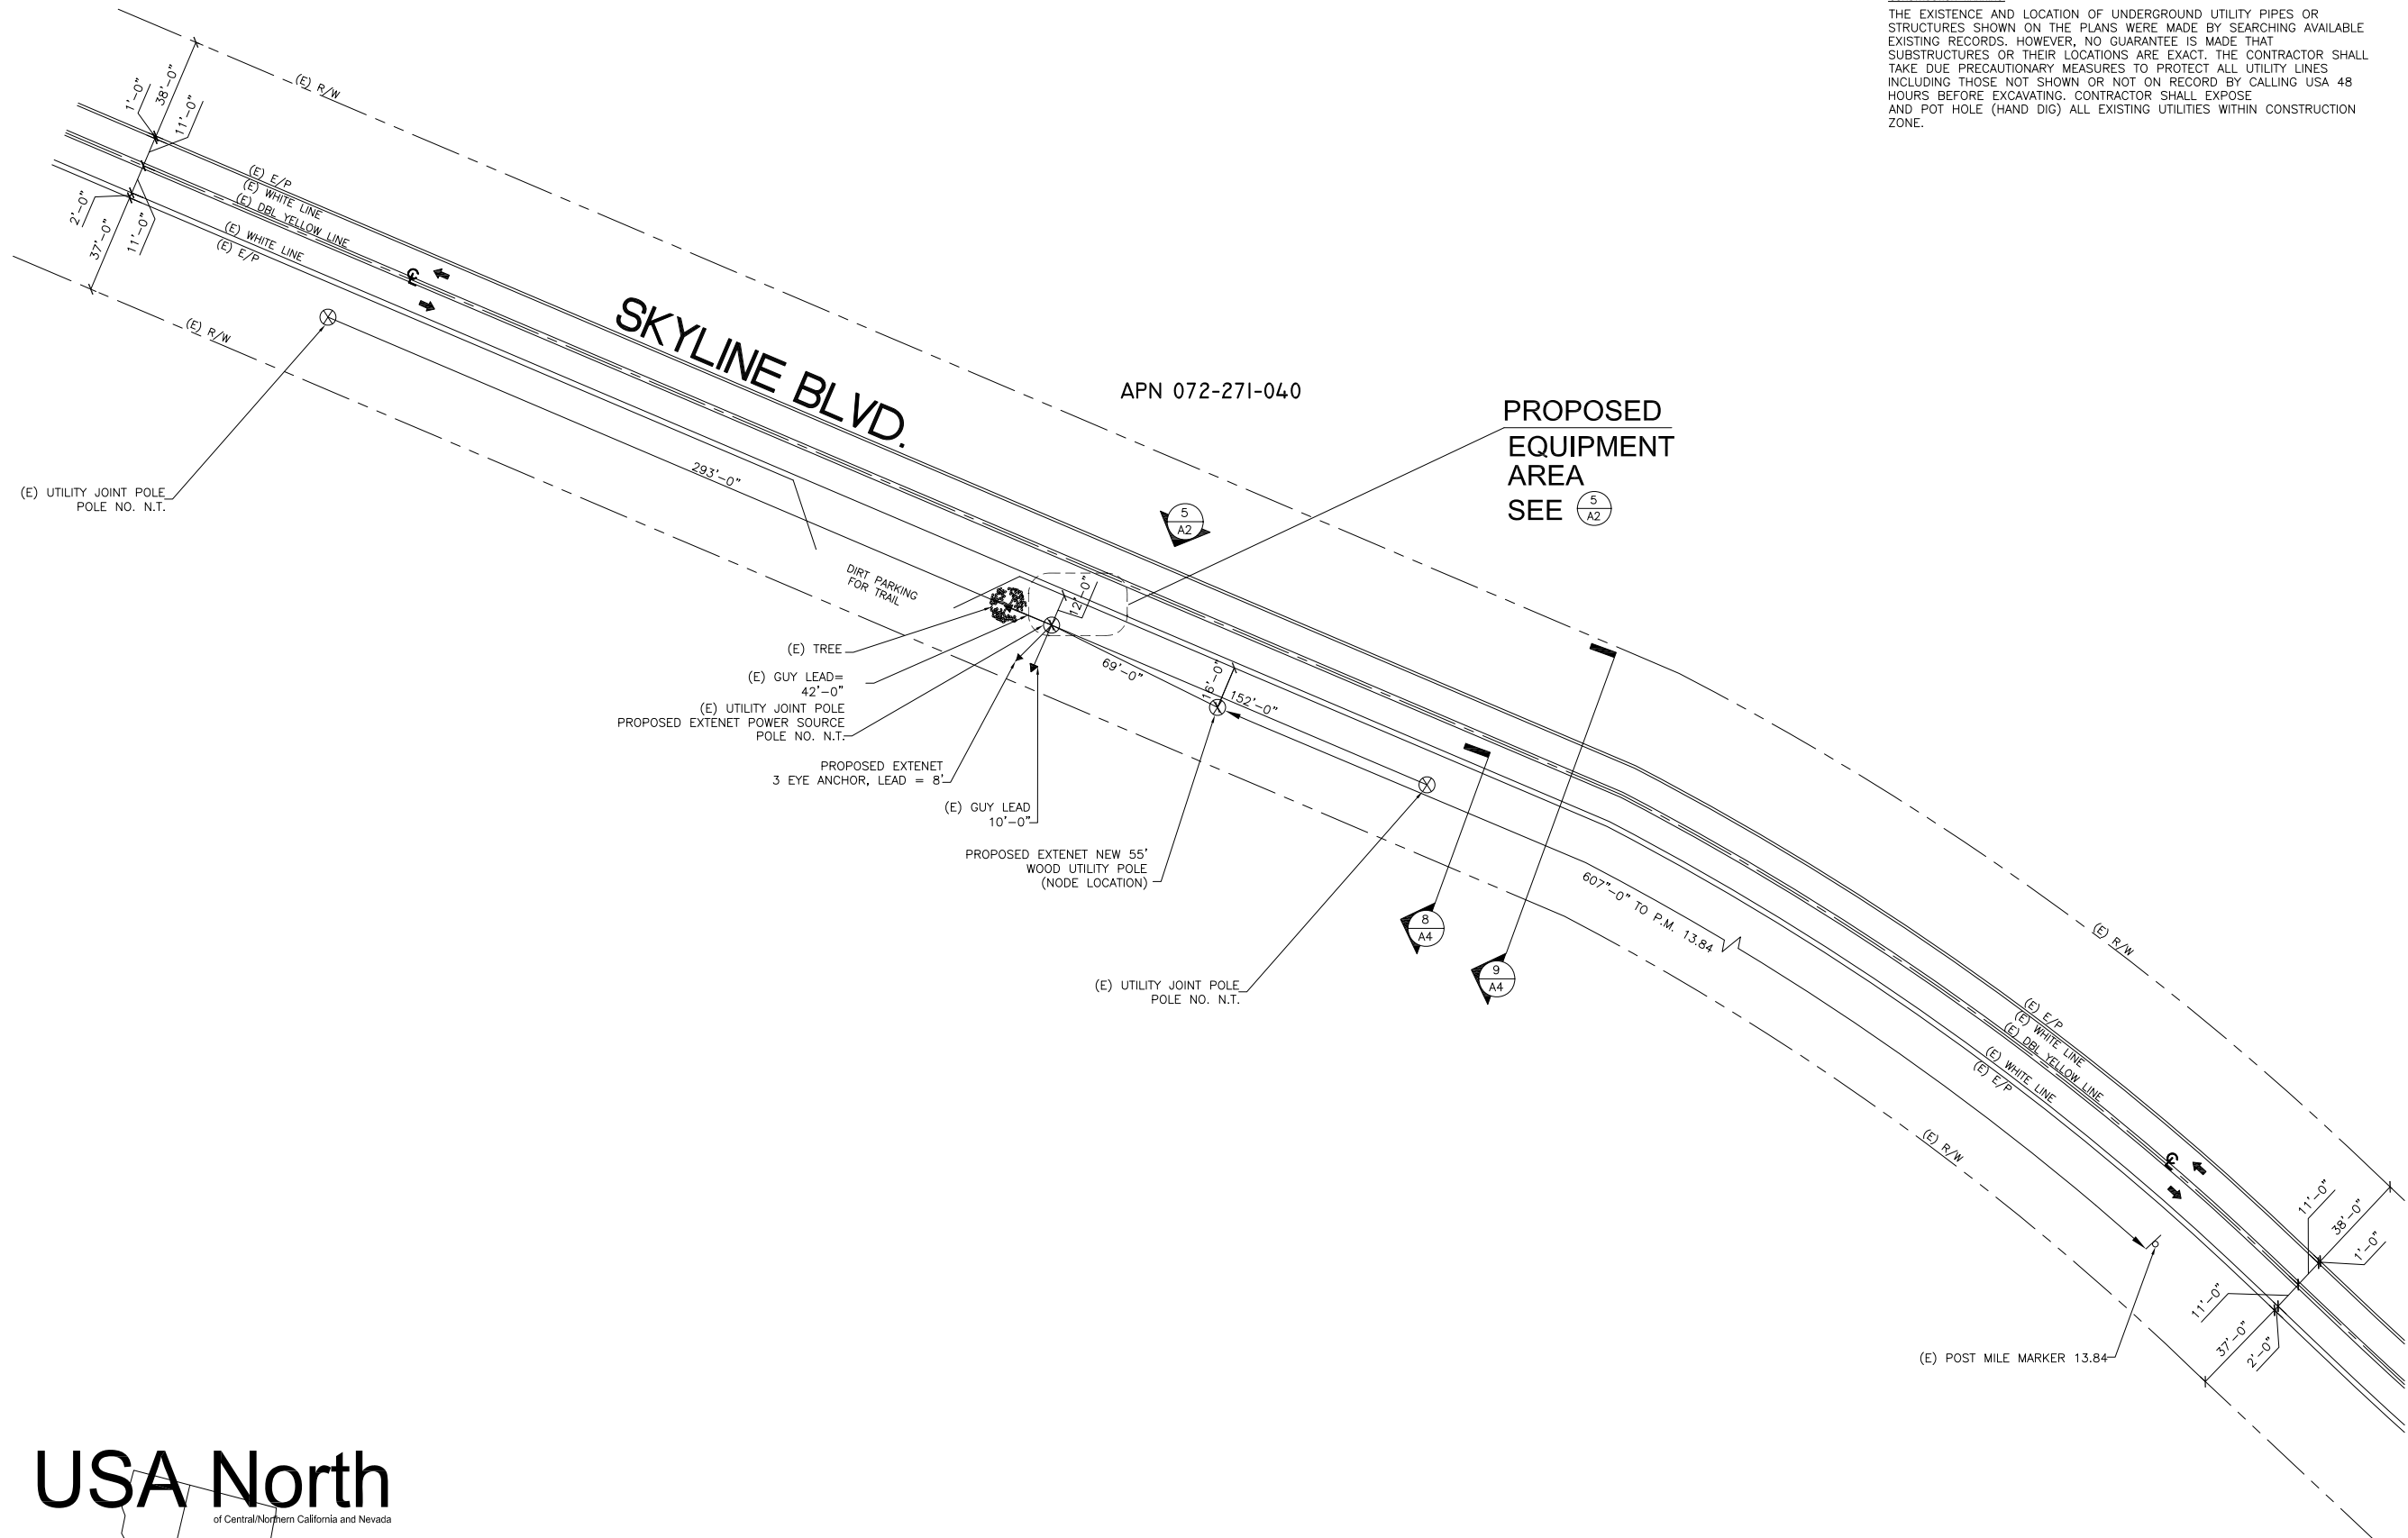 THE EXISTENCE AND LOCATION OF UNDERGROUND UTILITY PIPES OR
STRUCTURES SHOWN ON THE PLANS WERE MADE BY SEARCHING AVAILABLE
EXISTING RECORDS. HOWEVER, NO GUARANTEE IS MADE THAT
SUBSTRUCTURES OR THEIR LOCATIONS ARE EXACT. THE CONTRACTOR SHALL
TAKE DUE PRECAUTIONARY MEASURES TO PROTECT ALL UTILITY LINES
INCLUDING THOSE NOT SHOWN OR NOT ON RECORD BY CALLING USA 48
HOURS BEFORE EXCAVATING. CONTRACTOR SHALL EXPOSE
AND POT HOLE (HAND DIG) ALL EXISTING UTILITIES WITHIN CONSTRUCTION
ZONE.
(E) R/W
1'-0"
38'-0"
11'-0"
2'-0"
37'-0"
11'-0"
(E) E/P
(E) WHITE LINE
(E) DBL YELLOW LINE
(E) WHITE LINE
(E) E/P
(E) R/W
SKYLINE BLVD.
APN 072-271-040
PROPOSED
EQUIPMENT
AREA
SEE 5
A2
5
A2
293'-0"
(E) UTILITY JOINT POLE
POLE NO. N.T.
DIRT PARKING
FOR TRAIL
12'-0"
(E) TREE
(E) GUY LEAD=
42'-0"
(E) UTILITY JOINT POLE
PROPOSED EXTENET POWER SOURCE
POLE NO. N.T.
PROPOSED EXTENET
3 EYE ANCHOR, LEAD = 8'
(E) GUY LEAD
10'-0"
69'-0"
16'-0"
152'-0"
PROPOSED EXTENET NEW 55'
WOOD UTILITY POLE
(NODE LOCATION)
8
A4
9
A4
607"-0" TO P.M. 13.84
(E) UTILITY JOINT POLE
POLE NO. N.T.
(E) R/W
(E) E/P
(E) WHITE LINE
(E) DBL YELLOW LINE
(E) WHITE LINE
(E) E/P
(E) R/W
11'-0"
38'-0"
1'-0"
11'-0"
37'-0"
2'-0"
(E) POST MILE MARKER 13.84
USA North
of Central/Northern California and Nevada